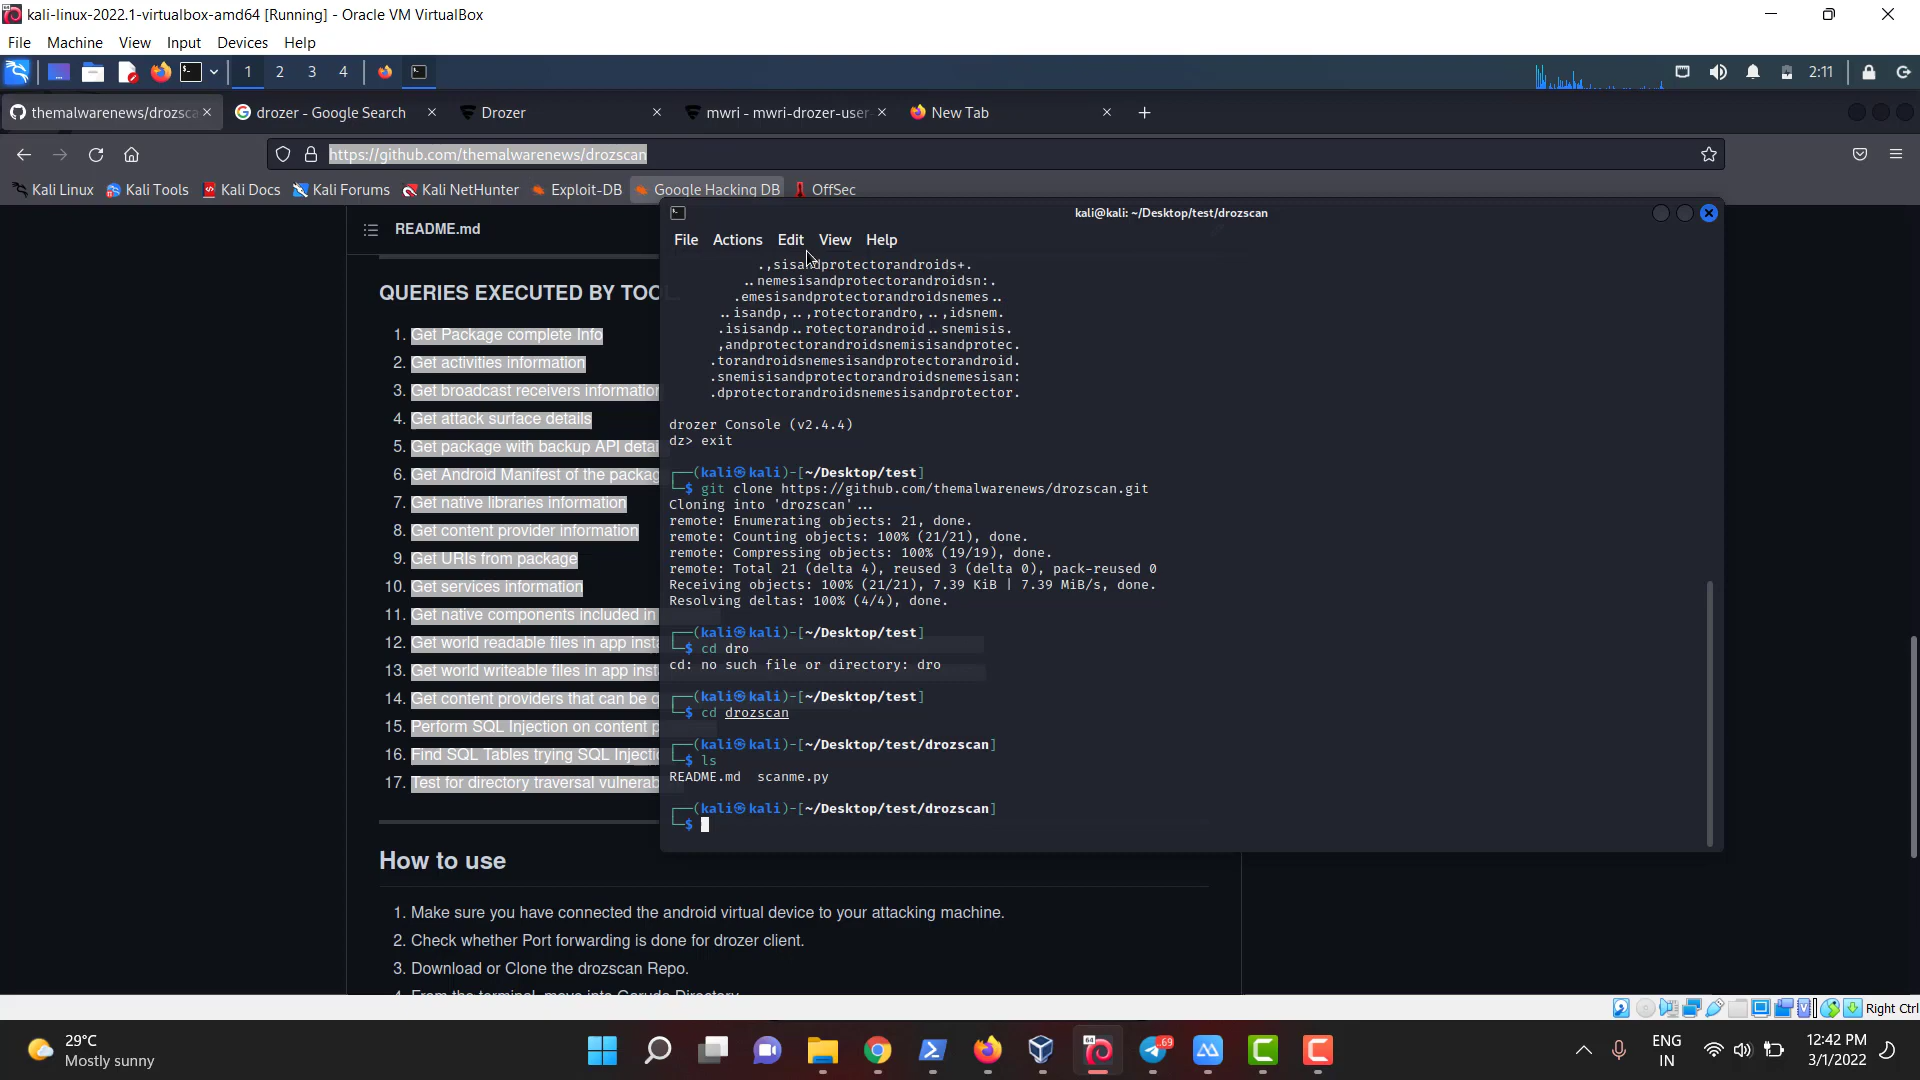 kali-linux-2022.1-virtualbox-amd64 [Running] - Oracle VM VirtualBox
File Machine View Input Devices Help
1 2 3 4 2:11
themalwarenews/drozsca drozer - Google Search Drozer mwri - mwri-drozer-user New Tab
https://github.com/themalwarenews/drozscan
Kali Linux Kali Tools Kali Docs Kali Forums Kali NetHunter Exploit-DB Google Hacking DB OffSec
README.md
QUERIES EXECUTED BY TOO
1. Get Package complete Info
2. Get activities information
3. Get broadcast receivers information
4. Get attack surface details
5. Get package with backup API detai
6. Get Android Manifest of the packag
7. Get native libraries information
8. Get content provider information
9. Get URIs from package
10. Get services information
11. Get native components included in
12. Get world readable files in app insta
13. Get world writeable files in app inst
14. Get content providers that can be q
15. Perform SQL Injection on content p
16. Find SQL Tables trying SQL Injectio
17. Test for directory traversal vulnerab
How to use
1. Make sure you have connected the android virtual device to your attacking machine.
2. Check whether Port forwarding is done for drozer client.
3. Download or Clone the drozscan Repo.
4. From the terminal, move into Garuda Directory
kali@kali: ~/Desktop/test/drozscan
File Actions Edit View Help
.,sisandprotectorandroids+.
..nemesisandprotectorandroidsn:.
.emesisandprotectorandroidsnemes..
..isandp,..,rotectorandro,..,idsnem.
.isisandp..rotectorandroid..snemisis.
,andprotectorandroidsnemisisandprotec.
.torandroidsnemesisandprotectorandroid.
.snemisisandprotectorandroidsnemesisan:
.dprotectorandroidsnemesisandprotector.
drozer Console (v2.4.4)
dz> exit
(kali㉿kali)-[~/Desktop/test]
$ git clone https://github.com/themalwarenews/drozscan.git
Cloning into 'drozscan'...
remote: Enumerating objects: 21, done.
remote: Counting objects: 100% (21/21), done.
remote: Compressing objects: 100% (19/19), done.
remote: Total 21 (delta 4), reused 3 (delta 0), pack-reused 0
Receiving objects: 100% (21/21), 7.39 KiB | 7.39 MiB/s, done.
Resolving deltas: 100% (4/4), done.
(kali㉿kali)-[~/Desktop/test]
$ cd dro
cd: no such file or directory: dro
(kali㉿kali)-[~/Desktop/test]
$ cd drozscan
(kali㉿kali)-[~/Desktop/test/drozscan]
$ ls
README.md scanme.py
(kali㉿kali)-[~/Desktop/test/drozscan]
$
Right Ctrl
29°C
Mostly sunny
64
69
ENG
IN
12:42 PM
3/1/2022